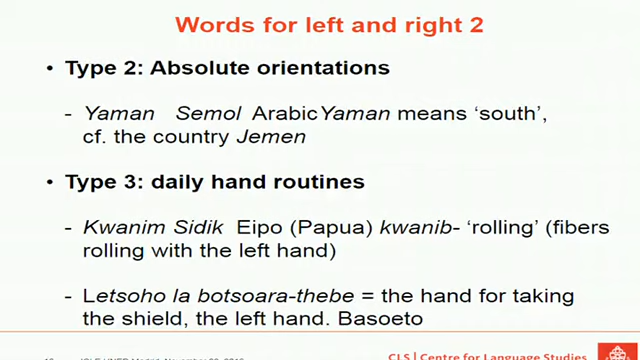 Words for left and right 2
• Type 2: Absolute orientations
- Yaman Semol Arabic Yaman means ‘south’,
cf. the country Jemen
• Type 3: daily hand routines
- Kwanim Sidik Eipo (Papua) kwanib- ‘rolling’ (fibers
rolling with the left hand)
- Letsoho la botsoara-thebe = the hand for taking
the shield, the left hand. Basoeto
CLS | Centre for Language Studies